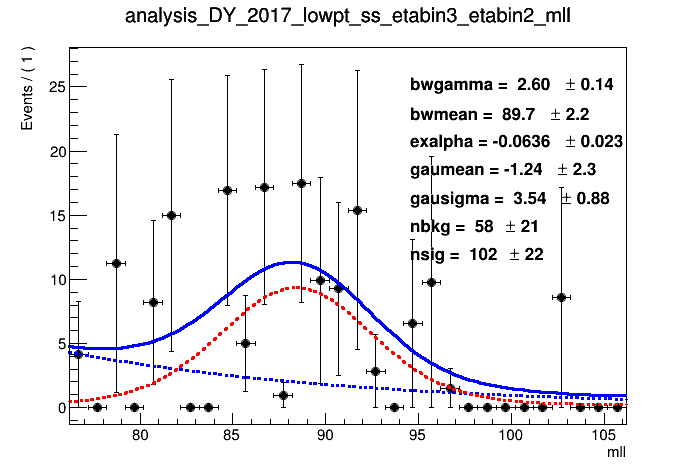 analysis_DY_2017_lowpt_ss_etabin3_etabin2_mll
Events / ( 1 )
25
20
15
10
5
0
bwgamma = 2.60 ± 0.14
bwmean = 89.7 ± 2.2
exalpha = -0.0636 ± 0.023
gaumean = -1.24 ± 2.3
gausigma = 3.54 ± 0.88
nbkg = 58 ± 21
nsig = 102 ± 22
80 85 90 95 100 105
mll